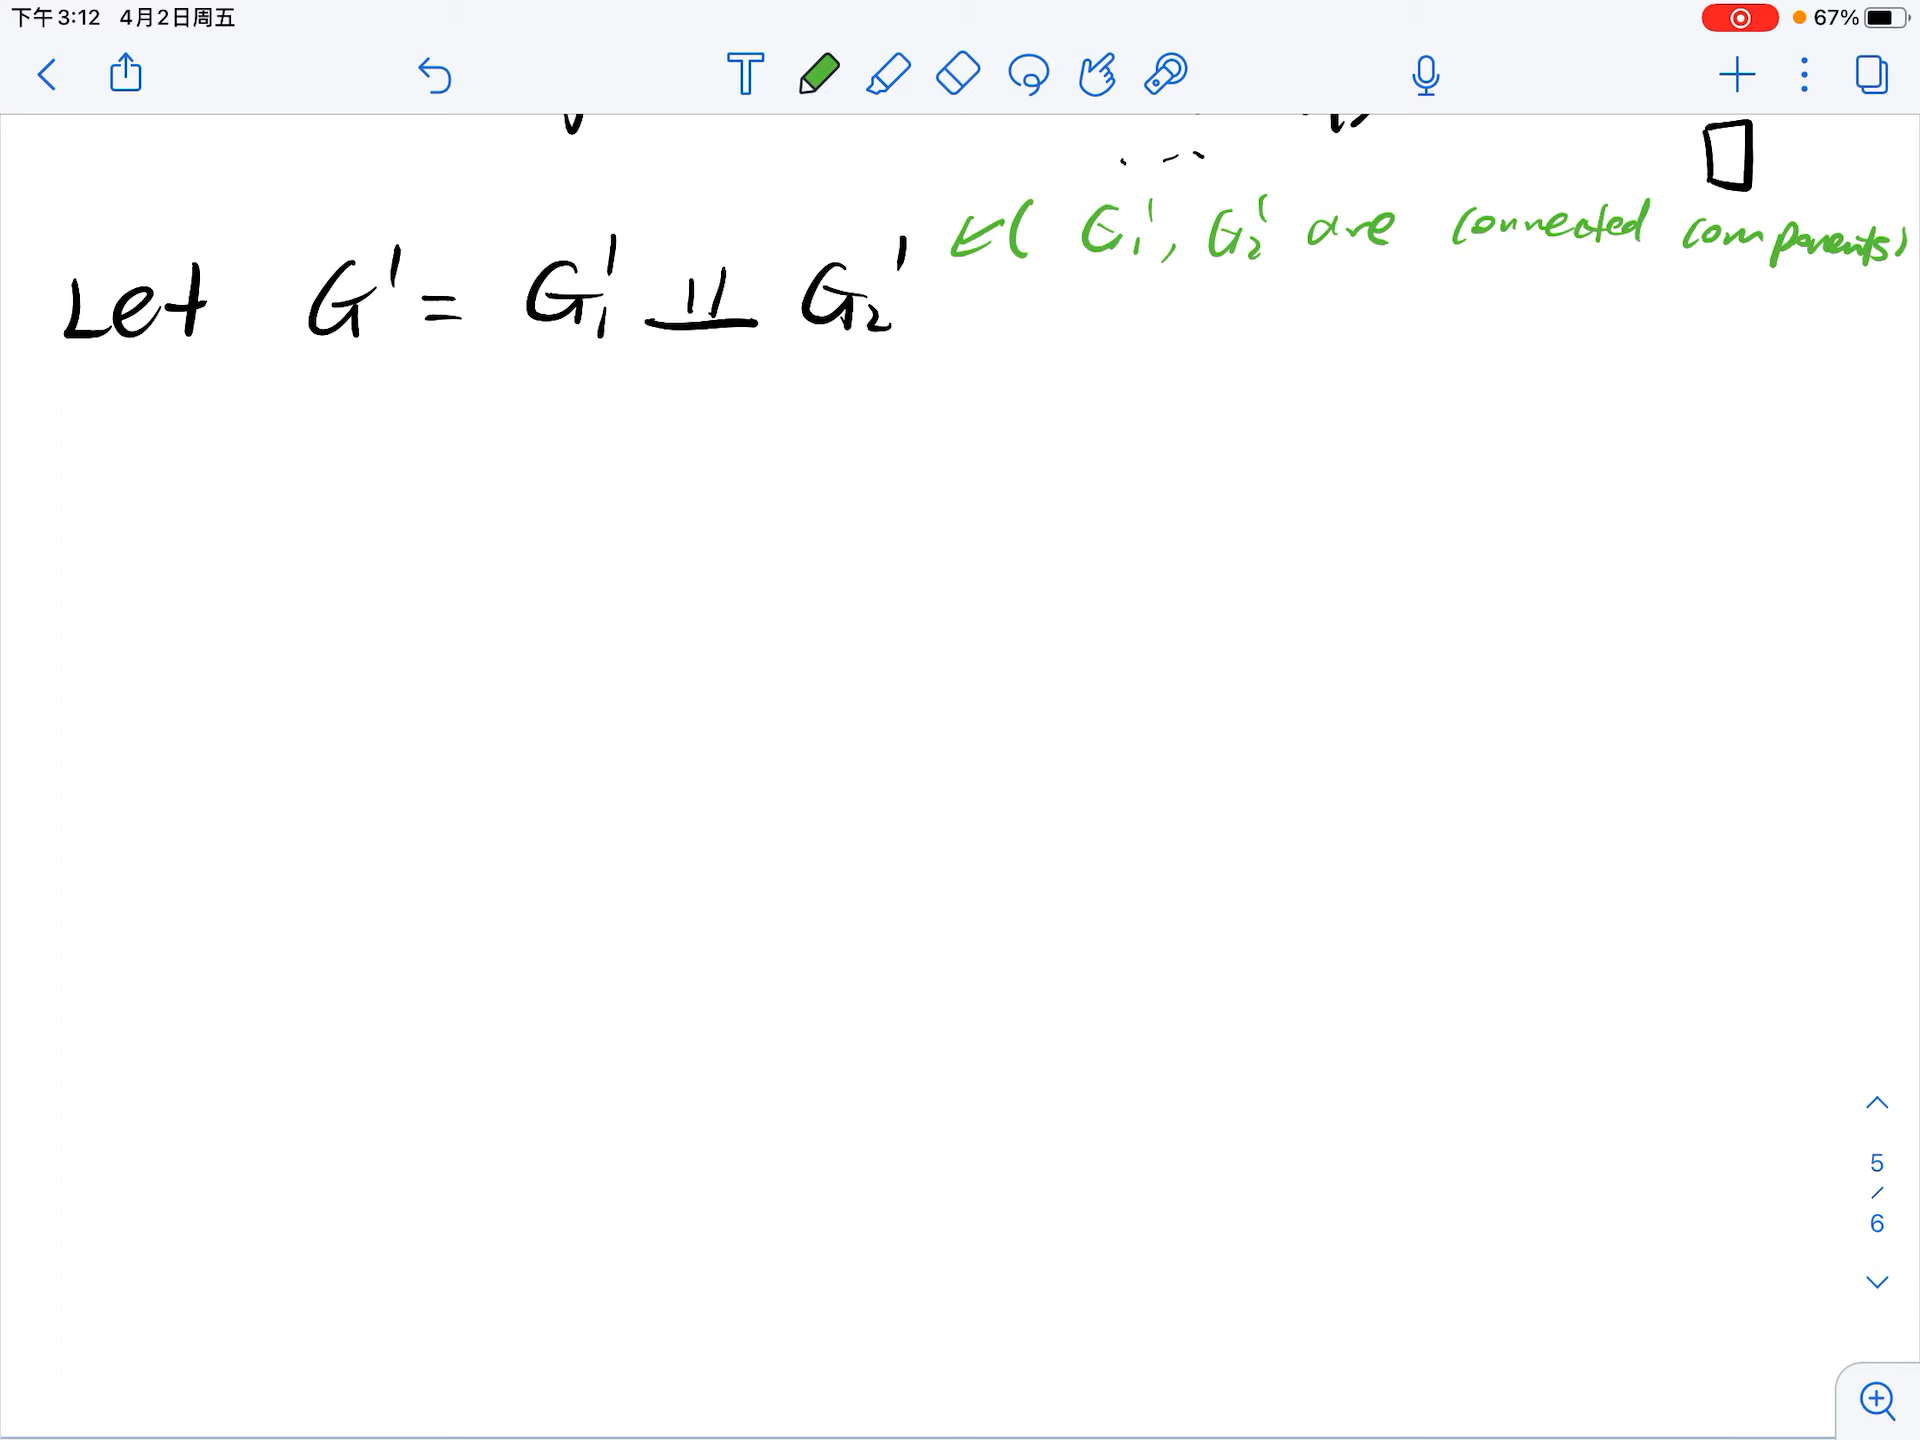 下午3:12 4月2日周五
67%
T
( G₁', G₂' are connected components)
Let G' = G₁' ⊥⊥ G₂'
5
/
6